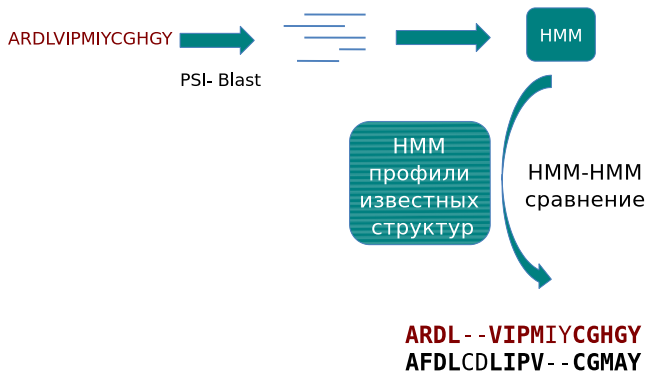 ARDLVIPMIYCGHGY
PSI- Blast
HMM
HMM
профили
известных
структур
HMM-HMM
сравнение
ARDL--VIPMIYCGHGY
AFDLCDLIPV--CGMAY